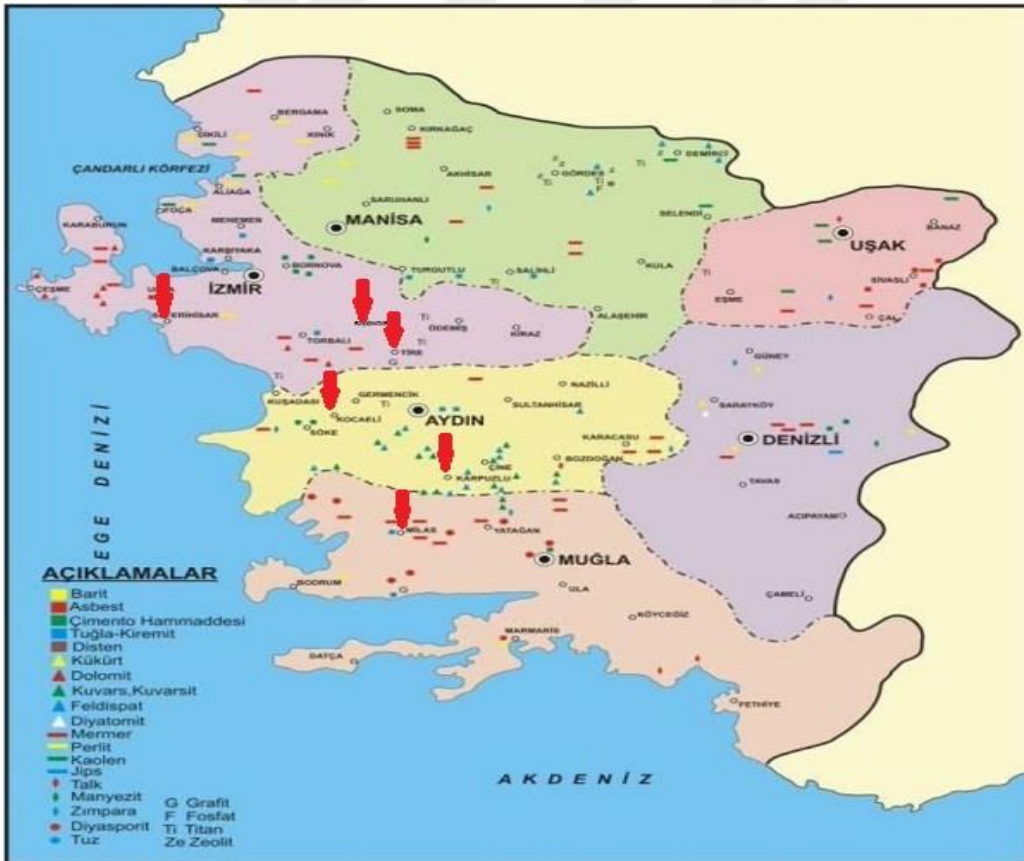 BERGAMA
SOMA
DİKİLİ
KINIK
KIRKAĞAÇ
ÇANDARLI KÖRFEZİ
AKHİSAR
GÖRDES
DEMİRCİ
Ti
ALİAĞA
SARUHANLI
FOÇA
MENEMEN
MANİSA
SELENDİ
KARABURUN
KARŞIYAKA
UŞAK
BANAZ
BALÇOVA
BORNOVA
İZMİR
TURGUTLU
SALİHLİ
KULA
Ti
SİVASLI
ÇEŞME
EŞME
ALAŞEHİR
ÇAL
TORBALI
ÖDEMİŞ
KİRAZ
TİRE
G
GÜNEY
KUŞADASI
GERMENCİK
NAZİLLİ
SULTANHİSAR
SARAYKÖY
KOCAELİ
AYDIN
SÖKE
KARACASU
DENİZLİ
ÇİNE
BOZDOĞAN
KARPUZLU
TAVAS
EGE DENİZİ
MİLAS
YATAĞAN
ACIPAYAM
MUĞLA
BODRUM
ULA
ÇAMELİ
KÖYCEĞİZ
MARMARİS
DATÇA
FETHİYE
AKDENİZ
AÇIKLAMALAR
Barit
Asbest
Çimento Hammaddesi
Tuğla-Kiremit
Disten
Kükürt
Dolomit
Kuvars,Kuvarsit
Feldispat
Diyatomit
Mermer
Perlit
Kaolen
Jips
Talk
Manyezit
Zımpara
Diyasporit
Tuz
G Grafit
F Fosfat
Ti Titan
Ze Zeolit